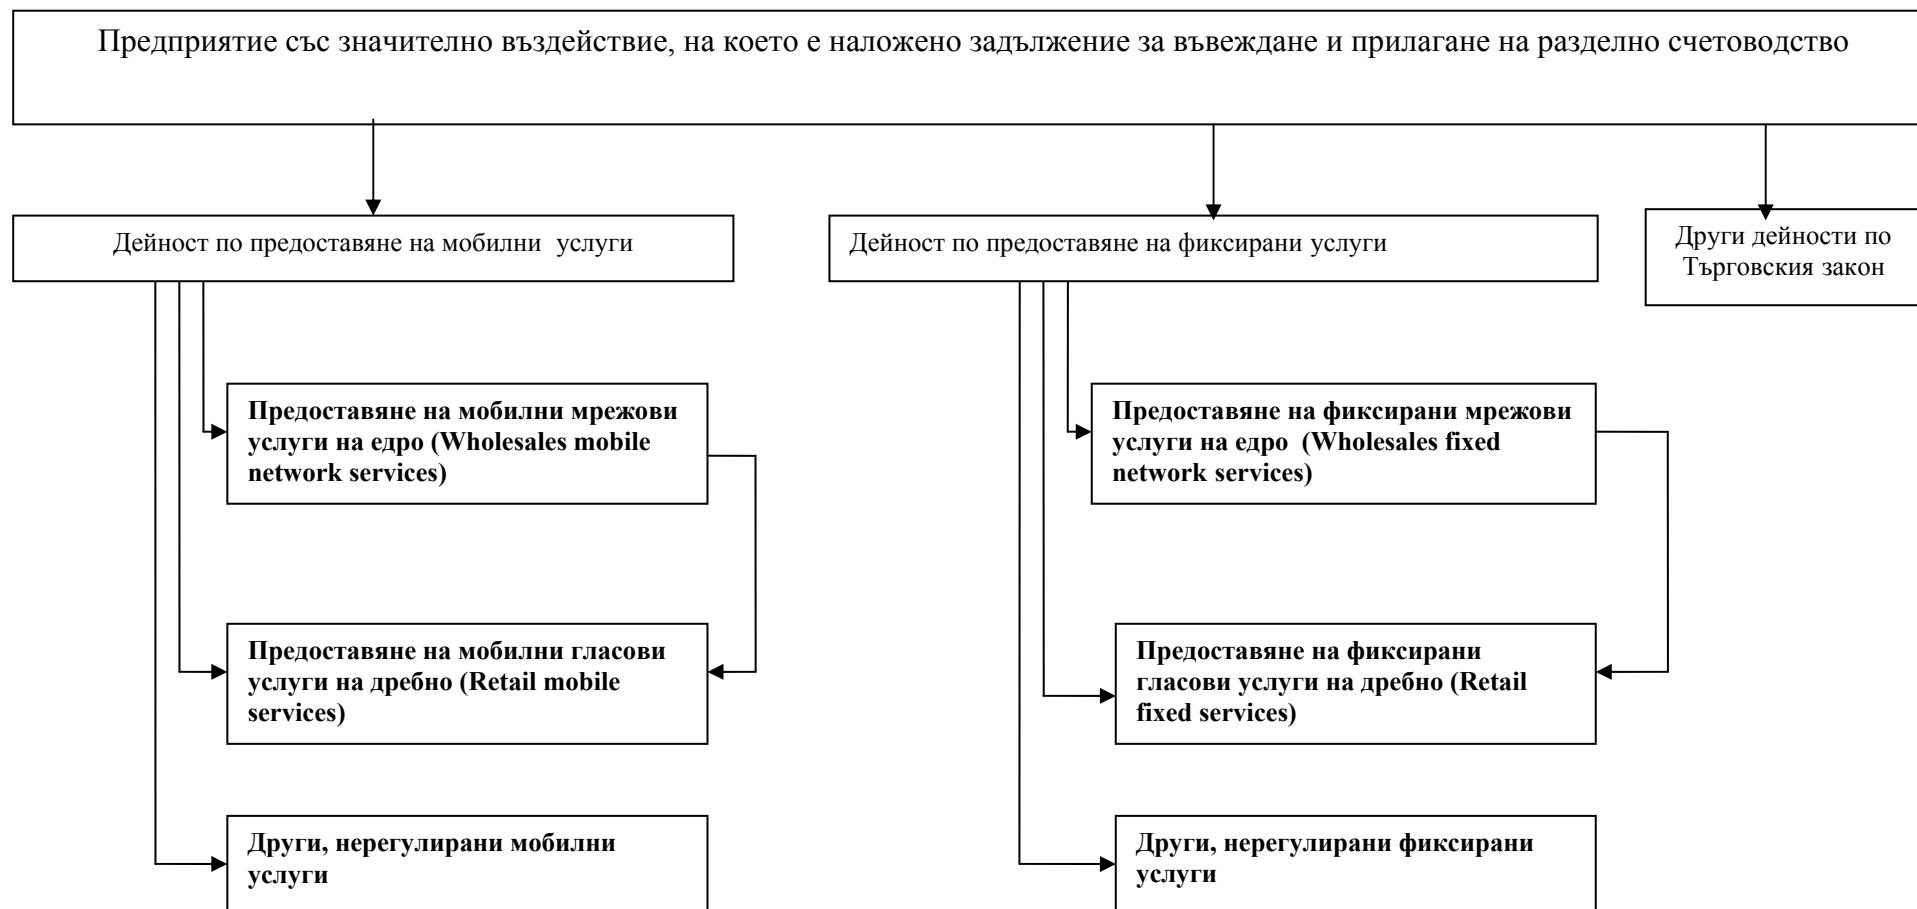 Предприятие със значително въздействие, на което е наложено задължение за въвеждане и прилагане на разделно счетоводство
Дейност по предоставяне на мобилни услуги
Дейност по предоставяне на фиксирани услуги
Други дейности по
Търговския закон
Предоставяне на мобилни мрежови
услуги на едро (Wholesales mobile
network services)
Предоставяне на фиксирани мрежови
услуги на едро (Wholesales fixed
network services)
Предоставяне на мобилни гласови
услуги на дребно (Retail mobile
services)
Предоставяне на фиксирани
гласови услуги на дребно (Retail
fixed services)
Други, нерегулирани мобилни
услуги
Други, нерегулирани фиксирани
услуги